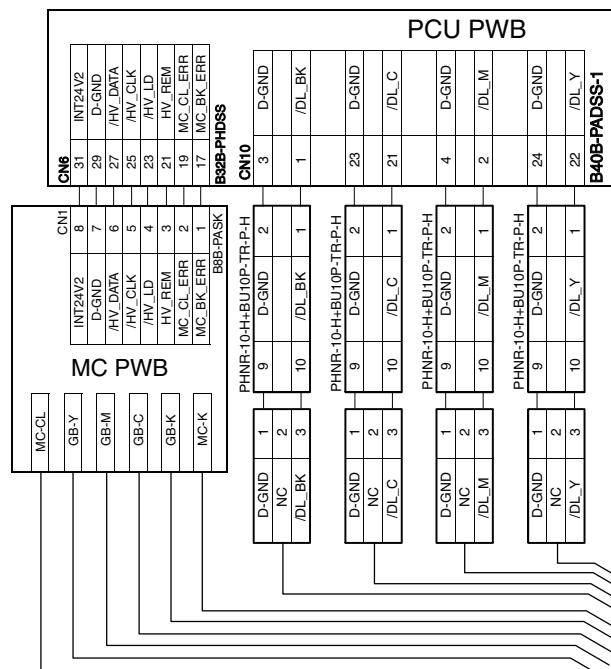 PCU PWB
CN6
31 INT24V2
29 D-GND
27 /HV_DATA
25 /HV_CLK
23 /HV_LD
21 HV_REM
19 MC_CL_ERR
17 MC_BK_ERR
B32B-PHDSS
CN10
3 D-GND
1 /DL_BK
23 D-GND
21 /DL_C
4 D-GND
2 /DL_M
24 D-GND
22 /DL_Y
B40B-PADSS-1
CN1
8 INT24V2
7 D-GND
6 /HV_DATA
5 /HV_CLK
4 /HV_LD
3 HV_REM
2 MC_CL_ERR
1 MC_BK_ERR
B8B-PASK
MC PWB
MC-CL
GB-Y
GB-M
GB-C
GB-K
MC-K
PHNR-10-H+BU10P-TR-P-H
9 D-GND 2
10 /DL_BK 1
PHNR-10-H+BU10P-TR-P-H
9 D-GND 2
10 /DL_C 1
PHNR-10-H+BU10P-TR-P-H
9 D-GND 2
10 /DL_M 1
PHNR-10-H+BU10P-TR-P-H
9 D-GND 2
10 /DL_Y 1
D-GND 1
NC 2
/DL_BK 3
D-GND 1
NC 2
/DL_C 3
D-GND 1
NC 2
/DL_M 3
D-GND 1
NC 2
/DL_Y 3